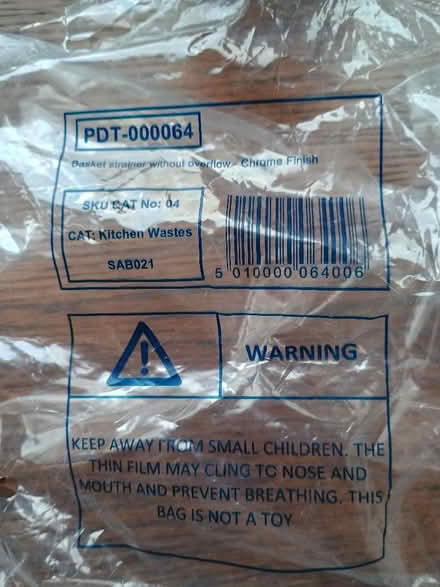 PDT-000064
Basket strainer without overflow - Chrome Finish
SKU CAT No: 04
CAT: Kitchen Wastes
SAB021
5 010000 064006
WARNING
KEEP AWAY FROM SMALL CHILDREN. THE
THIN FILM MAY CLING TO NOSE AND
MOUTH AND PREVENT BREATHING. THIS
BAG IS NOT A TOY